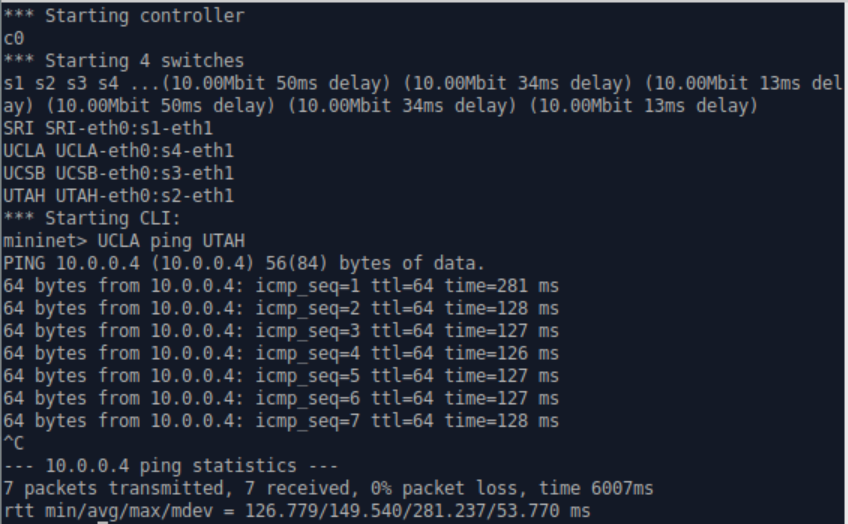 *** Starting controller
c0
*** Starting 4 switches
s1 s2 s3 s4 ...(10.00Mbit 50ms delay) (10.00Mbit 34ms delay) (10.00Mbit 13ms del
ay) (10.00Mbit 50ms delay) (10.00Mbit 34ms delay) (10.00Mbit 13ms delay)
SRI SRI-eth0:s1-eth1
UCLA UCLA-eth0:s4-eth1
UCSB UCSB-eth0:s3-eth1
UTAH UTAH-eth0:s2-eth1
*** Starting CLI:
mininet> UCLA ping UTAH
PING 10.0.0.4 (10.0.0.4) 56(84) bytes of data.
64 bytes from 10.0.0.4: icmp_seq=1 ttl=64 time=281 ms
64 bytes from 10.0.0.4: icmp_seq=2 ttl=64 time=128 ms
64 bytes from 10.0.0.4: icmp_seq=3 ttl=64 time=127 ms
64 bytes from 10.0.0.4: icmp_seq=4 ttl=64 time=126 ms
64 bytes from 10.0.0.4: icmp_seq=5 ttl=64 time=127 ms
64 bytes from 10.0.0.4: icmp_seq=6 ttl=64 time=127 ms
64 bytes from 10.0.0.4: icmp_seq=7 ttl=64 time=128 ms
^C
--- 10.0.0.4 ping statistics ---
7 packets transmitted, 7 received, 0% packet loss, time 6007ms
rtt min/avg/max/mdev = 126.779/149.540/281.237/53.770 ms